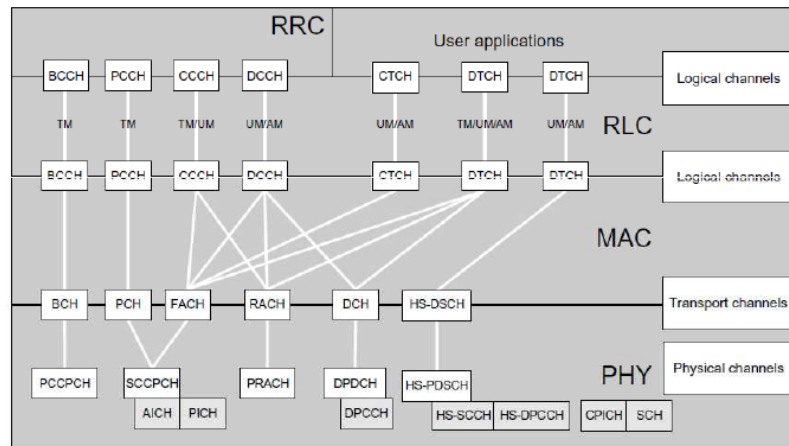 RRC
User applications
BCCH PCCH CCCH DCCH CTCH DTCH DTCH Logical channels
TM TM TM/UM UM/AM UM/AM TM/UM/AM UM/AM RLC
BCCH PCCH CCCH DCCH CTCH DTCH DTCH Logical channels
MAC
BCH PCH FACH RACH DCH HS-DSCH Transport channels
Physical channels
PCCPCH SCCPCH PRACH DPDCH HS-PDSCH PHY
AICH PICH DPCCH HS-SCCH HS-DPCCH CPICH SCH